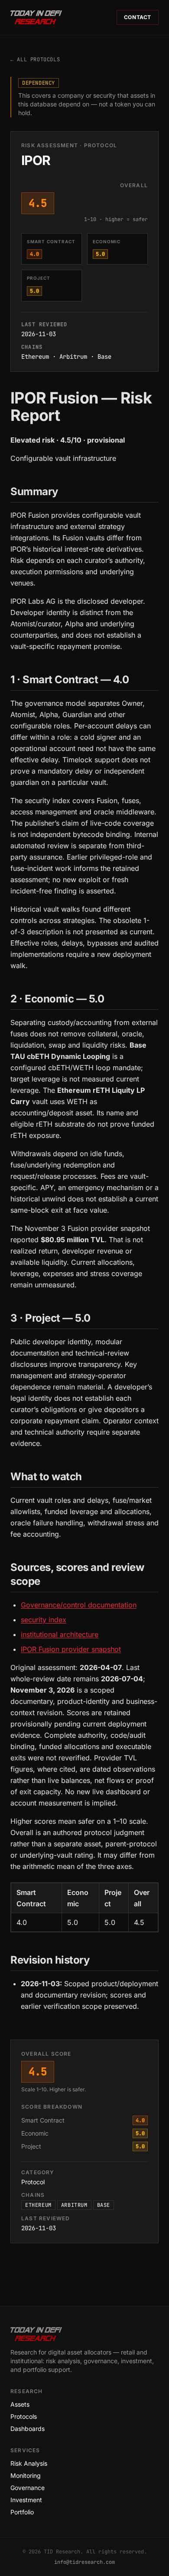 TODAY IN DEFI
RESEARCH
CONTACT
← ALL PROTOCOLS
DEPENDENCY
This covers a company or security that assets in
this database depend on — not a token you can
hold.
RISK ASSESSMENT · PROTOCOL
IPOR
OVERALL
4.5
1–10 · higher = safer
SMART CONTRACT
4.0
ECONOMIC
5.0
PROJECT
5.0
LAST REVIEWED
2026-11-03
CHAINS
Ethereum · Arbitrum · Base
IPOR Fusion — Risk
Report
Elevated risk · 4.5/10 · provisional
Configurable vault infrastructure
Summary
IPOR Fusion provides configurable vault
infrastructure and external strategy
integrations. Its Fusion vaults differ from
IPOR’s historical interest-rate derivatives.
Risk depends on each curator’s authority,
execution permissions and underlying
venues.
IPOR Labs AG is the disclosed developer.
Developer identity is distinct from the
Atomist/curator, Alpha and underlying
counterparties, and does not establish a
vault-specific repayment promise.
1 · Smart Contract — 4.0
The governance model separates Owner,
Atomist, Alpha, Guardian and other
configurable roles. Per-account delays can
differ within a role: a cold signer and an
operational account need not have the same
effective delay. Timelock support does not
prove a mandatory delay or independent
guardian on a particular vault.
The security index covers Fusion, fuses,
access management and oracle middleware.
The publisher’s claim of live-code coverage
is not independent bytecode binding. Internal
automated review is separate from third-
party assurance. Earlier privileged-role and
fuse-incident work informs the retained
assessment; no new exploit or fresh
incident-free finding is asserted.
Historical vault walks found different
control across strategies. The obsolete 1-
of-3 description is not presented as current.
Effective roles, delays, bypasses and audited
implementations require a new deployment
walk.
2 · Economic — 5.0
Separating custody/accounting from external
fuses does not remove collateral, oracle,
liquidation, swap and liquidity risks. Base
TAU cbETH Dynamic Looping is a
configured cbETH/WETH loop mandate;
target leverage is not measured current
leverage. The Ethereum rETH Liquity LP
Carry vault uses WETH as
accounting/deposit asset. Its name and
eligible rETH substrate do not prove funded
rETH exposure.
Withdrawals depend on idle funds,
fuse/underlying redemption and
request/release processes. Fees are vault-
specific. APY, an emergency mechanism or a
historical unwind does not establish a current
same-block exit at face value.
The November 3 Fusion provider snapshot
reported $80.95 million TVL. That is not
realized return, developer revenue or
available liquidity. Current allocations,
leverage, expenses and stress coverage
remain unmeasured.
3 · Project — 5.0
Public developer identity, modular
documentation and technical-review
disclosures improve transparency. Key
management and strategy-operator
dependence remain material. A developer’s
legal identity does not establish each
curator’s obligations or give depositors a
corporate payment claim. Operator context
and technical authority require separate
evidence.
What to watch
Current vault roles and delays, fuse/market
allowlists, funded leverage and allocations,
oracle failure handling, withdrawal stress and
fee accounting.
Sources, scores and review
scope
Governance/control documentation
security index
institutional architecture
IPOR Fusion provider snapshot
Original assessment: 2026-04-07. Last
whole-review date remains 2026-07-04;
November 3, 2026 is a scoped
documentary, product-identity and business-
context revision. Scores are retained
provisionally pending current deployment
evidence. Complete authority, code/audit
binding, funded allocations and executable
exits were not reverified. Provider TVL
figures, where cited, are dated observations
rather than live balances, net flows or proof
of exit capacity. No new live dashboard or
account measurement is implied.
Higher scores mean safer on a 1–10 scale.
Overall is an authored protocol judgment
rather than a separate asset, parent-protocol
or underlying-vault rating. It may differ from
the arithmetic mean of the three axes.
Smart Contract Economic Project Overall
4.0 5.0 5.0 4.5
Revision history
2026-11-03: Scoped product/deployment
and documentary revision; scores and
earlier verification scope preserved.
OVERALL SCORE
4.5
Scale 1–10. Higher is safer.
SCORE BREAKDOWN
Smart Contract 4.0
Economic 5.0
Project 5.0
CATEGORY
Protocol
CHAINS
ETHEREUM ARBITRUM BASE
LAST REVIEWED
2026-11-03
TODAY IN DEFI
RESEARCH
Research for digital asset allocators — retail and
institutional: risk analysis, governance, investment,
and portfolio support.
RESEARCH
Assets
Protocols
Dashboards
SERVICES
Risk Analysis
Monitoring
Governance
Investment
Portfolio
© 2026 TID Research. All rights reserved.
info@tidresearch.com